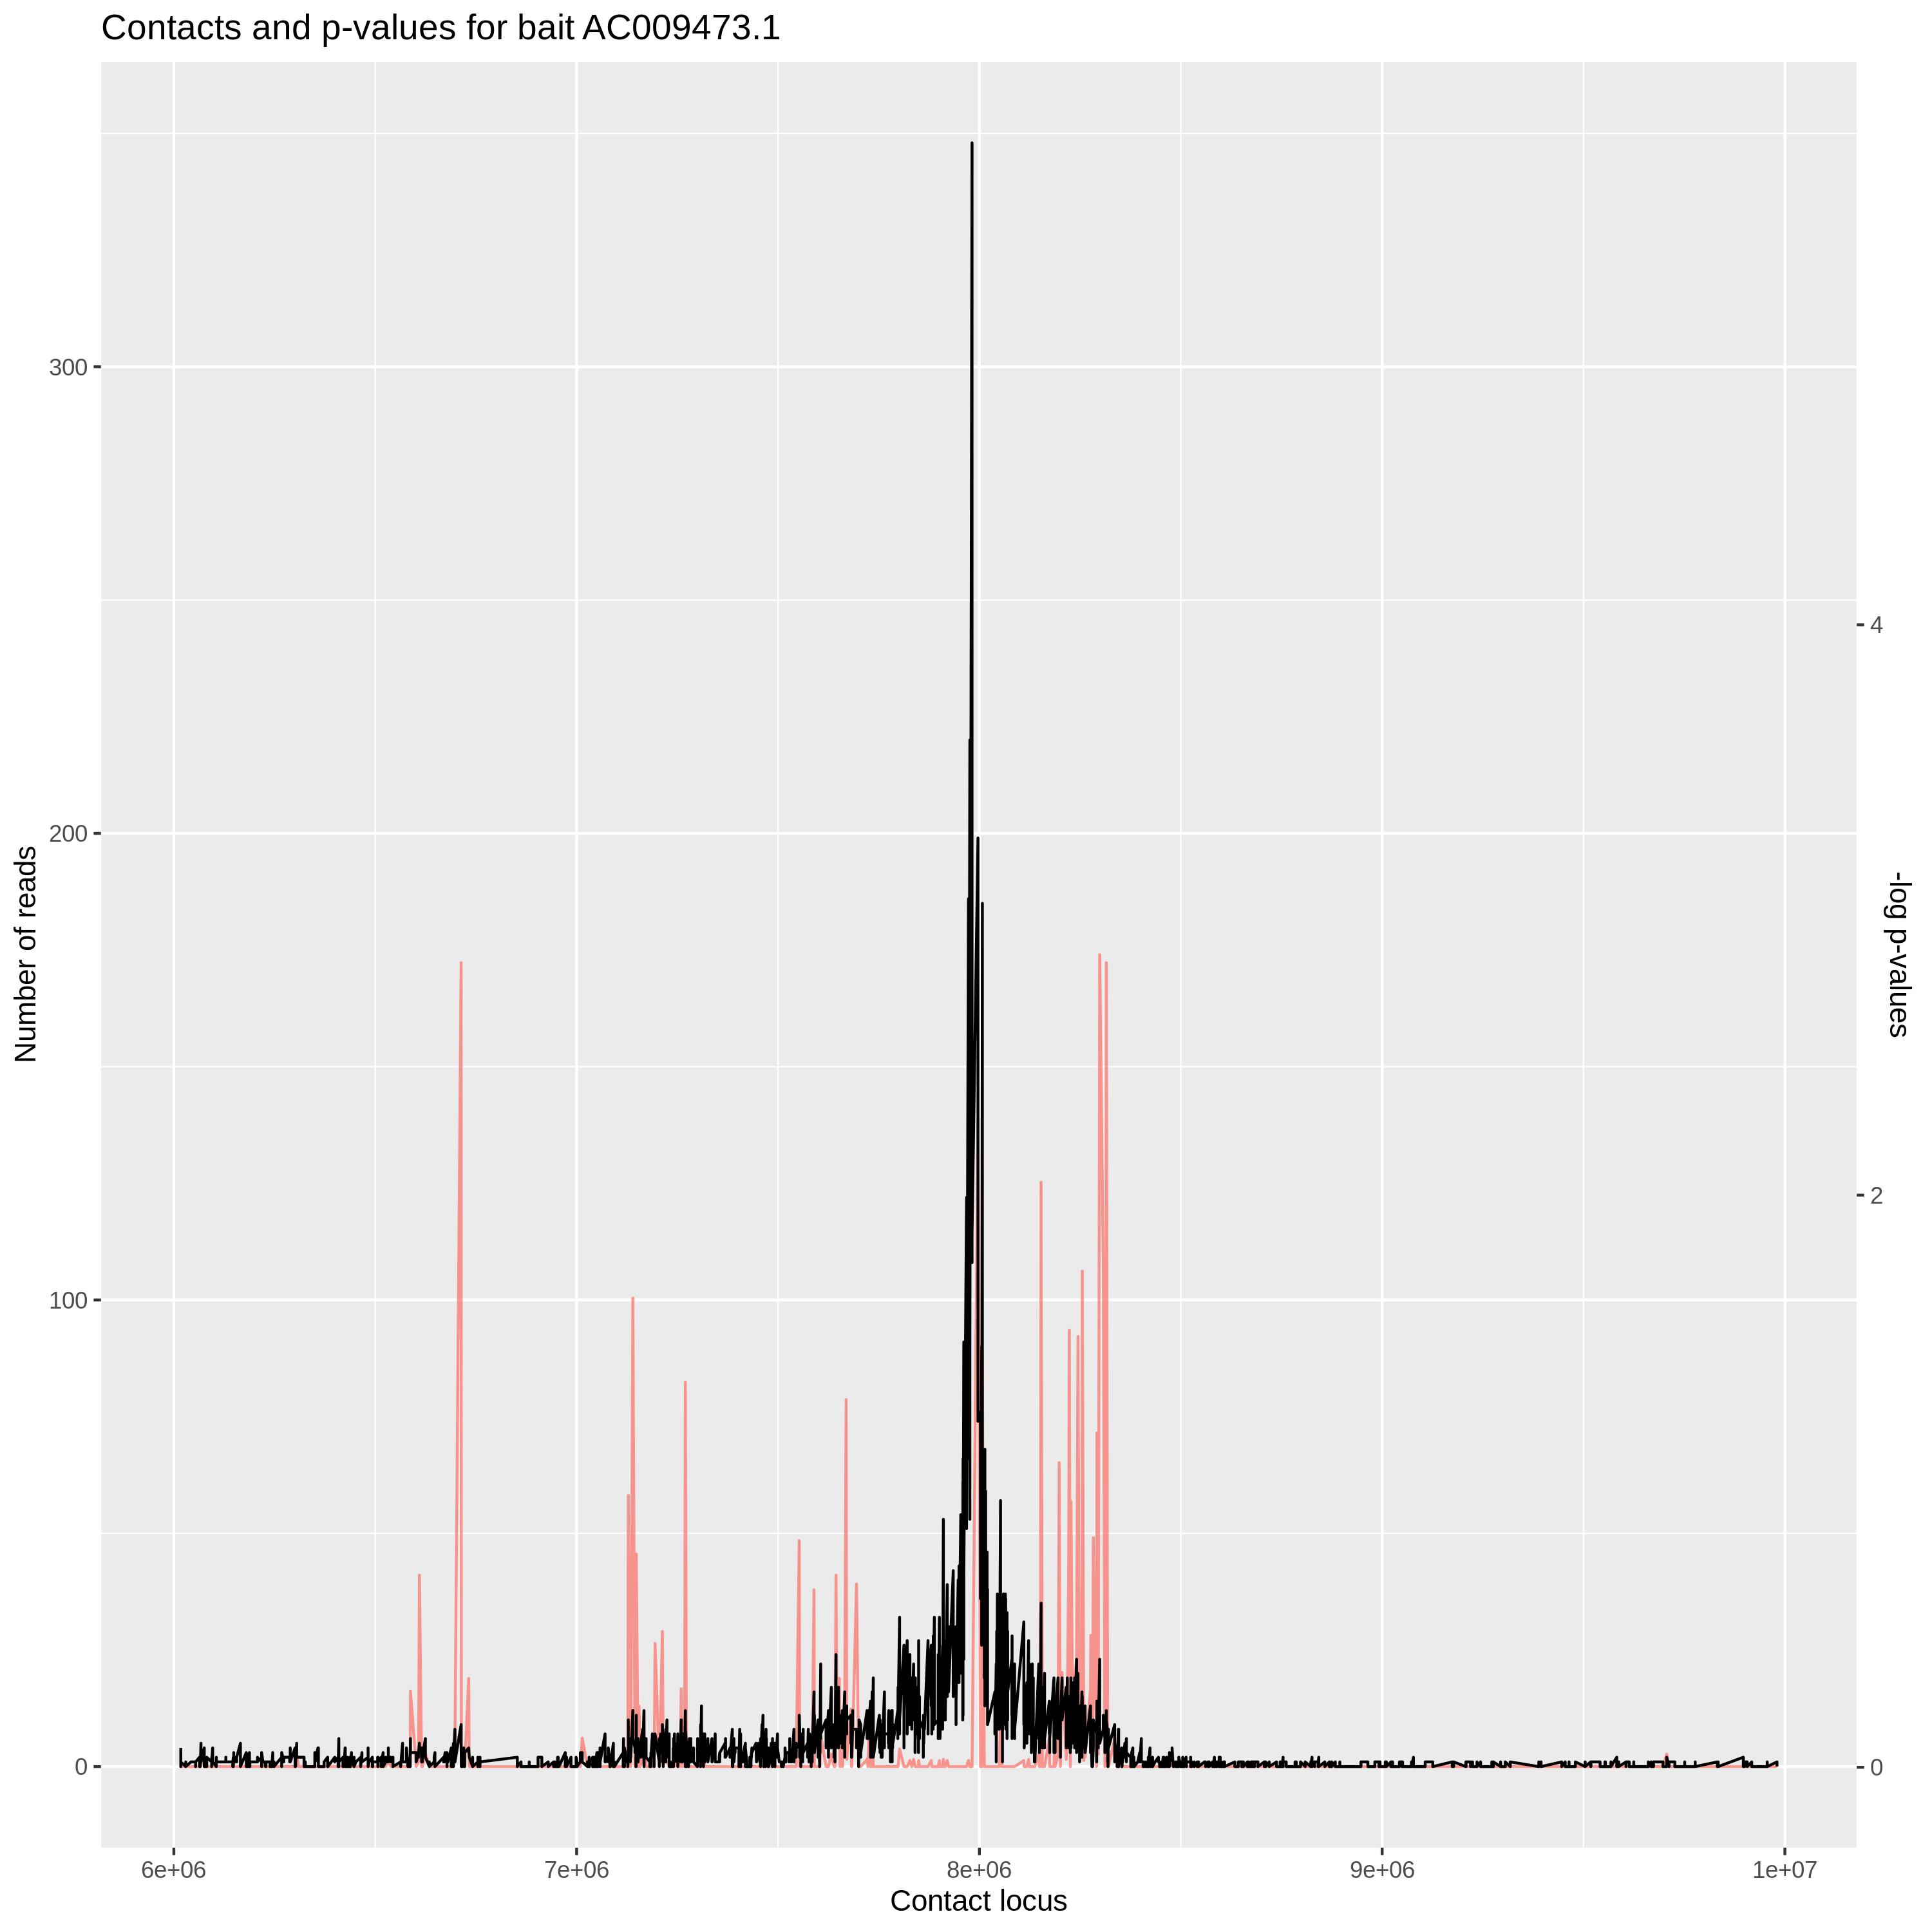 Contacts and p-values for bait AC009473.1
300
200
100
0
Number of reads
4
2
0
-log p-values
6e+06 7e+06 8e+06 9e+06 1e+07
Contact locus